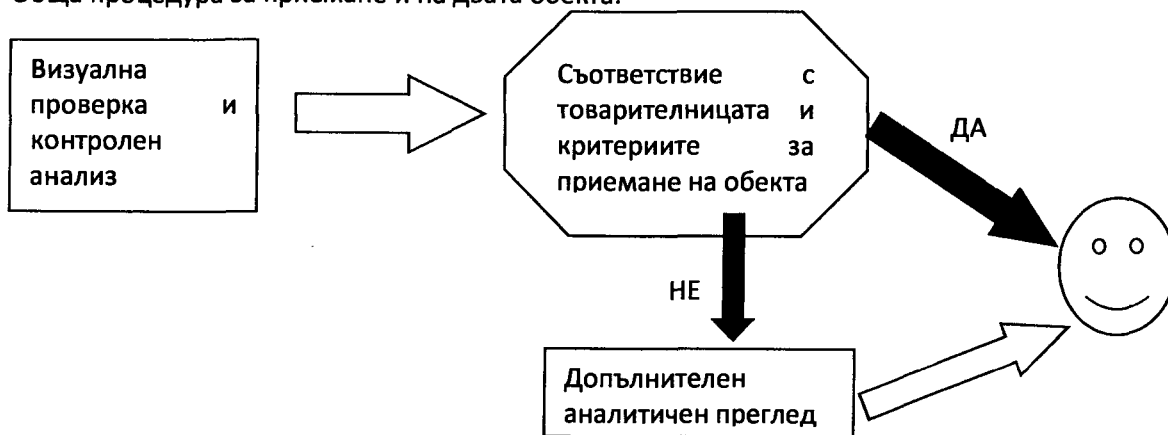 Обща процедура за приемане и на двата обекта:
Визуална
проверка и
контролен
анализ
Съответствие с
товарителницата и
критериите за
приемане на обекта
ДА
НЕ
Допълнителен
аналитичен преглед